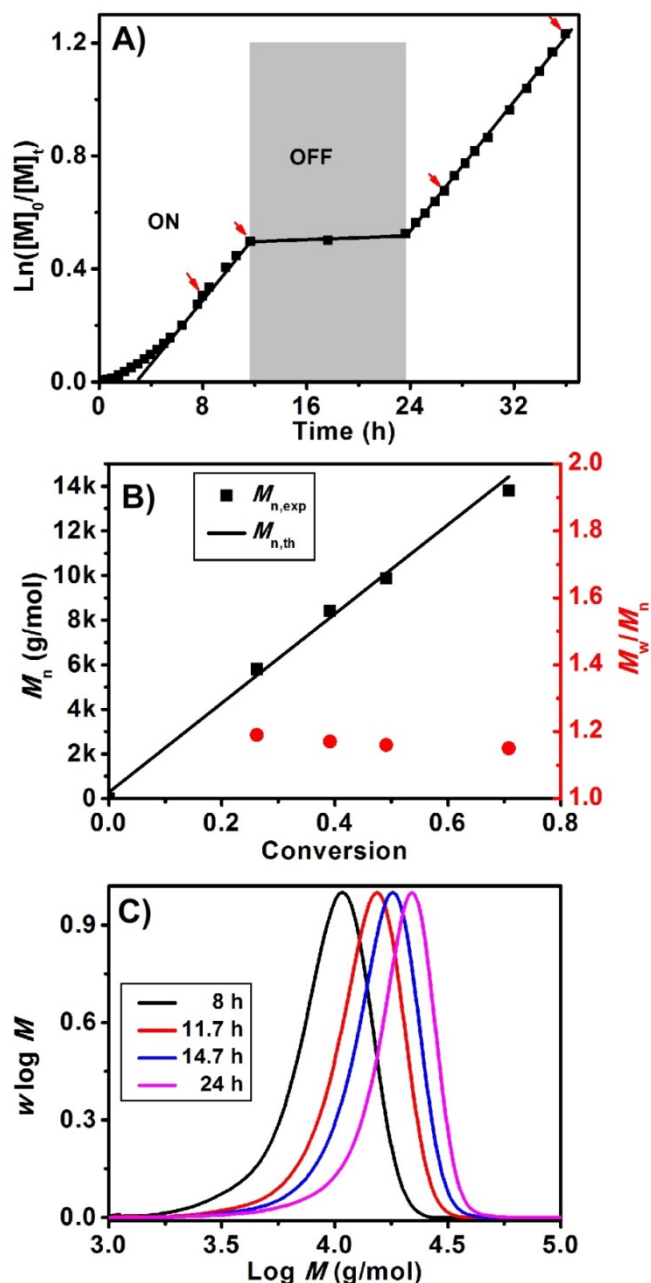 A)
Ln([M]0/[M]t)
1.2
0.8
0.4
0.0
ON
OFF
0 8 16 24 32
Time (h)
B)
Mn,exp
Mn,th
Mn (g/mol)
14k
12k
10k
8k
6k
4k
2k
0
2.0
1.8
1.6
1.4
1.2
1.0
Mw/Mn
0.0 0.2 0.4 0.6 0.8
Conversion
C)
w log M
0.9
0.6
0.3
0.0
8 h
11.7 h
14.7 h
24 h
3.0 3.5 4.0 4.5 5.0
Log M (g/mol)